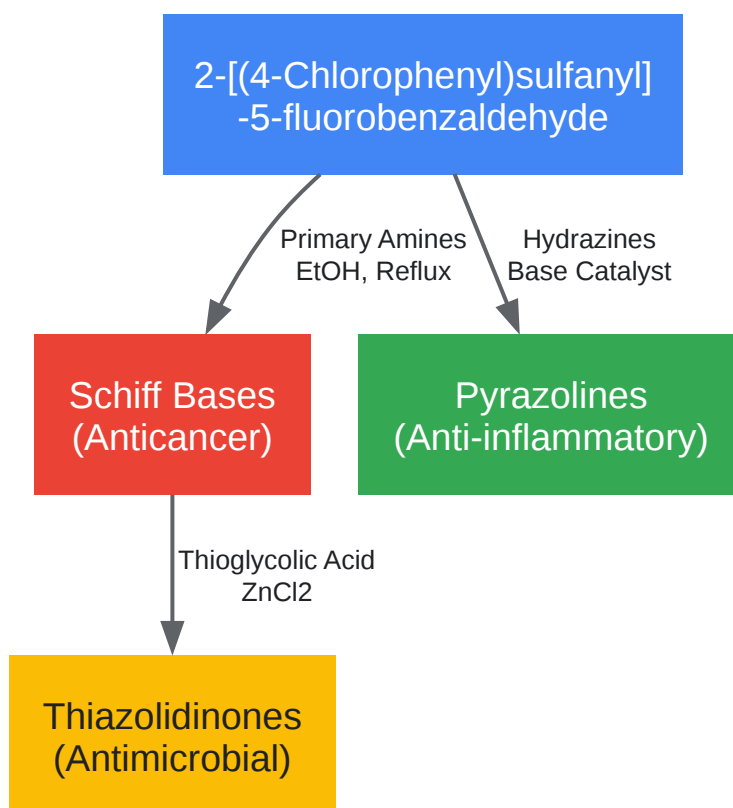 2-[(4-Chlorophenyl)sulfanyl]
-5-fluorobenzaldehyde
Primary Amines
EtOH, Reflux
Hydrazines
Base Catalyst
Schiff Bases
(Anticancer)
Pyrazolines
(Anti-inflammatory)
Thioglycolic Acid
ZnCl2
Thiazolidinones
(Antimicrobial)